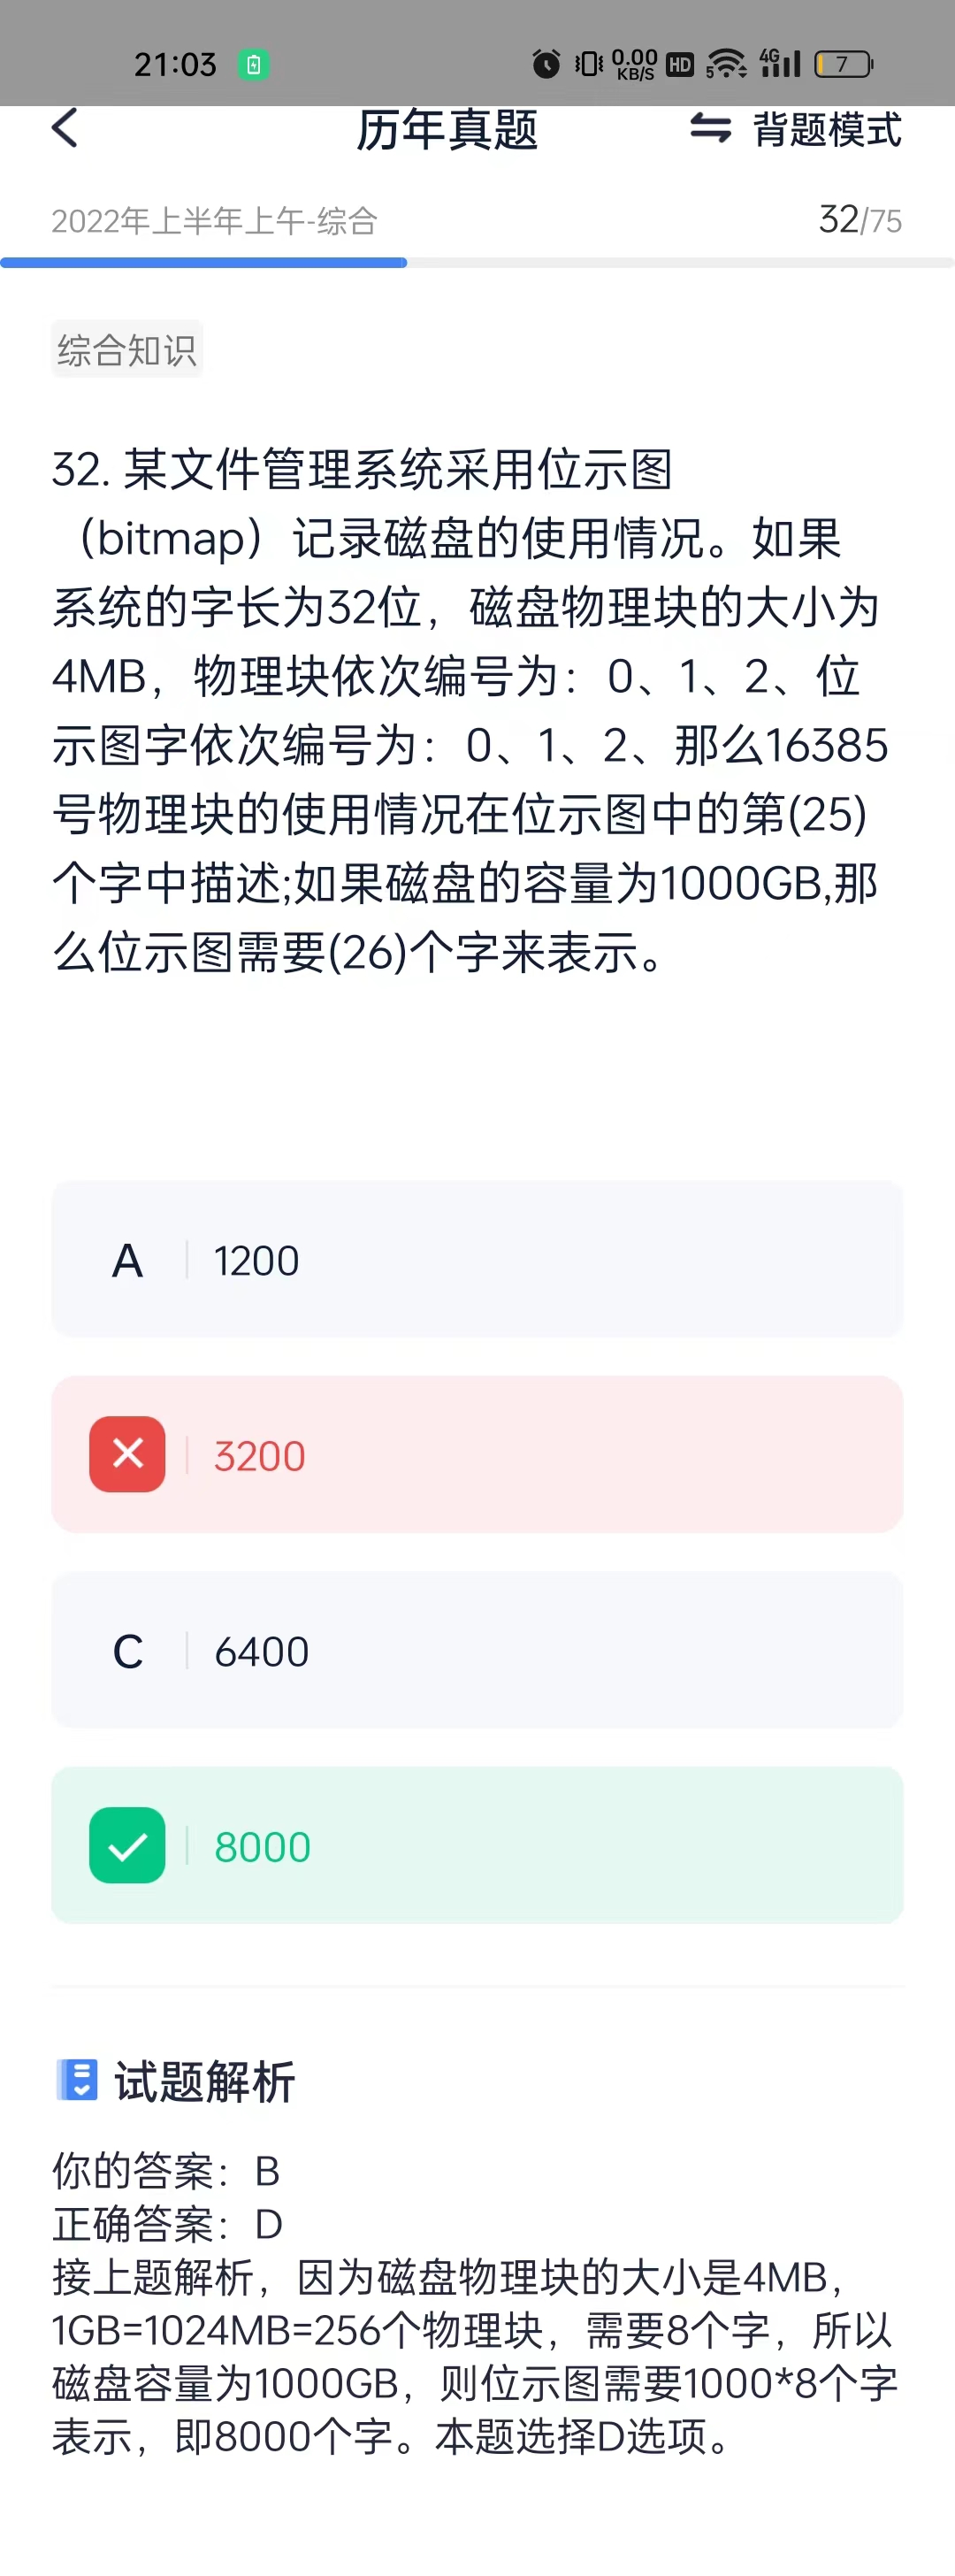 21:03
0.00 KB/S HD 5 4G 7
历年真题 背题模式
2022年上半年上午-综合 32/75
综合知识
32. 某文件管理系统采用位示图
（bitmap）记录磁盘的使用情况。如果
系统的字长为32位，磁盘物理块的大小为
4MB，物理块依次编号为：0、1、2、位
示图字依次编号为：0、1、2、那么16385
号物理块的使用情况在位示图中的第(25)
个字中描述;如果磁盘的容量为1000GB,那
么位示图需要(26)个字来表示。
A 1200
3200
C 6400
8000
试题解析
你的答案：B
正确答案：D
接上题解析，因为磁盘物理块的大小是4MB，
1GB=1024MB=256个物理块，需要8个字，所以
磁盘容量为1000GB，则位示图需要1000*8个字
表示，即8000个字。本题选择D选项。